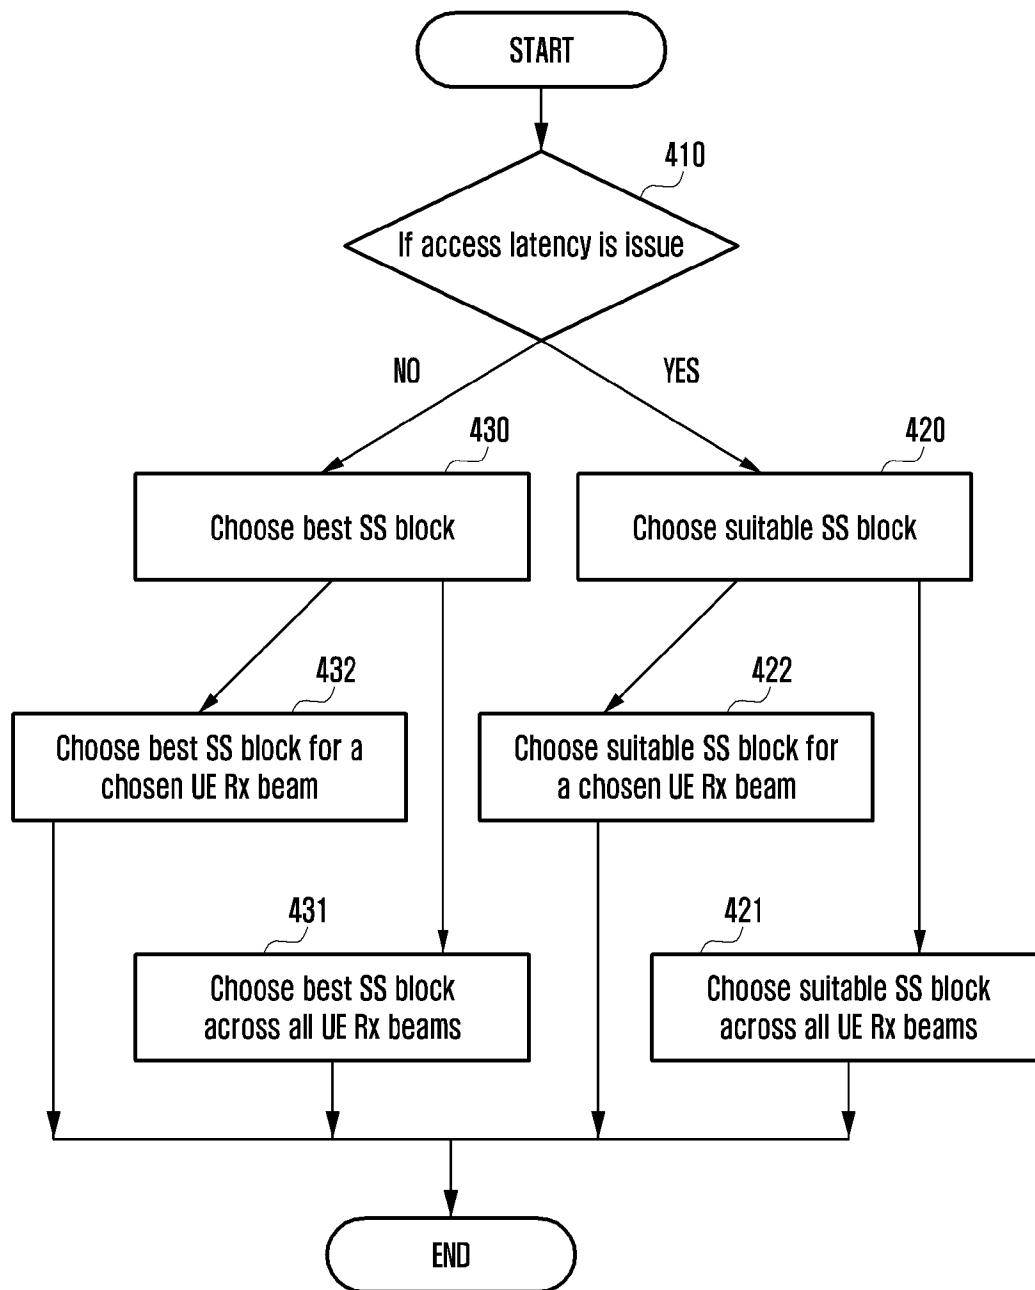 START
410
If access latency is issue
NO
YES
430
420
Choose best SS block
Choose suitable SS block
432
422
Choose best SS block for a
chosen UE Rx beam
Choose suitable SS block for
a chosen UE Rx beam
431
421
Choose best SS block
across all UE Rx beams
Choose suitable SS block
across all UE Rx beams
END